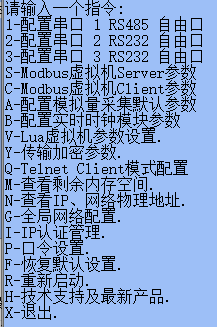 请输入一个指令:
1-配置串口 1 RS485 自由口
2-配置串口 2 RS232 自由口
3-配置串口 3 RS232 自由口
S-Modbus虚拟机Server参数
C-Modbus虚拟机Client参数
A-配置模拟量采集默认参数
B-配置实时时钟模块参数
V-Lua虚拟机参数设置.
Y-传输加密参数.
Q-Telnet Client模式配置
M-查看剩余内存空间.
N-查看IP、网络物理地址.
G-全局网络配置.
I-IP认证管理.
P-口令设置.
F-恢复默认设置.
R-重新启动.
H-技术支持及最新产品.
X-退出.